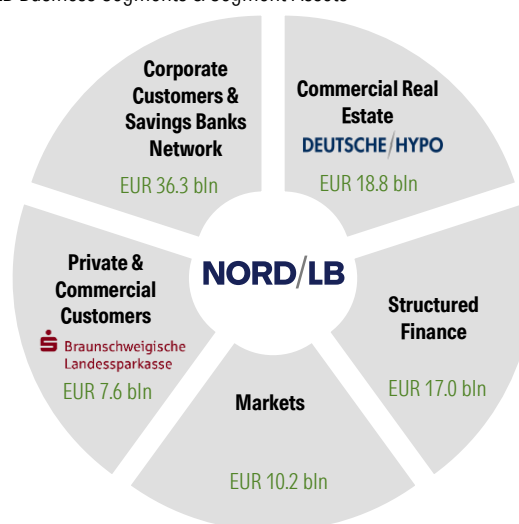 Corporate
Customers &
Savings Banks
Network
EUR 36.3 bln
Commercial Real
Estate
DEUTSCHE/HYPO
EUR 18.8 bln
Private &
Commercial
Customers
Braunschweigische
Landessparkasse
EUR 7.6 bln
NORD/LB
Structured
Finance
EUR 17.0 bln
Markets
EUR 10.2 bln